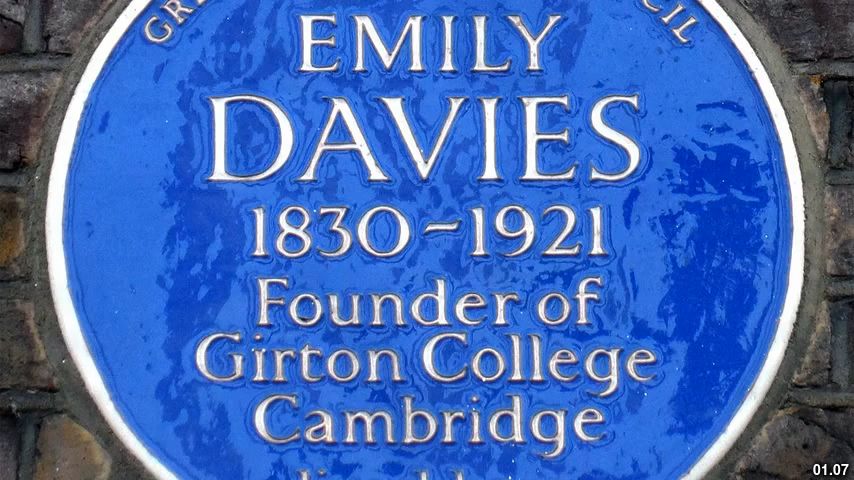 EMILY
DAVIES
1830~1921
Founder of
Girton College
Cambridge
01.07